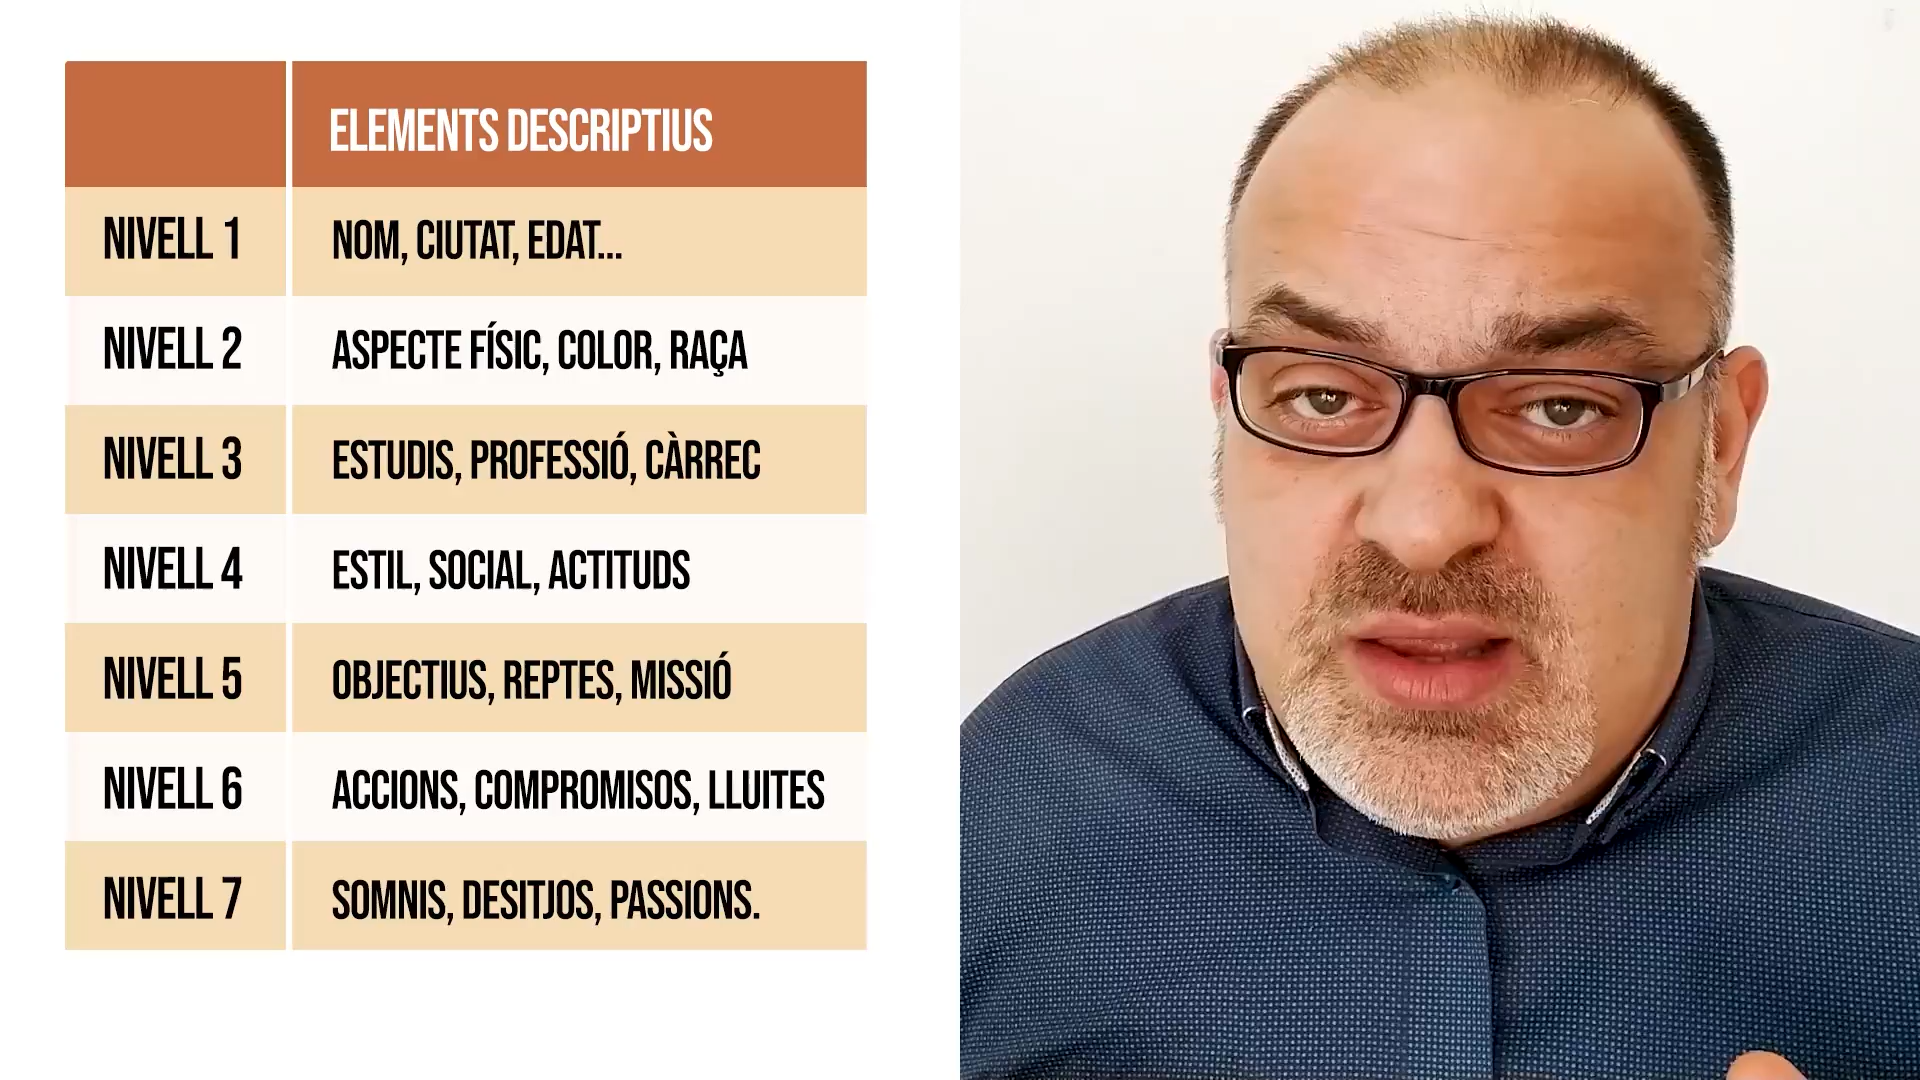 ELEMENTS DESCRIPTIUS
NIVELL 1 NOM, CIUTAT, EDAT...
NIVELL 2 ASPECTE FÍSIC, COLOR, RAÇA
NIVELL 3 ESTUDIS, PROFESSIÓ, CÀRREC
NIVELL 4 ESTIL, SOCIAL, ACTITUDS
NIVELL 5 OBJECTIUS, REPTES, MISSIÓ
NIVELL 6 ACCIONS, COMPROMISOS, LLUITES
NIVELL 7 SOMNIS, DESITJOS, PASSIONS.